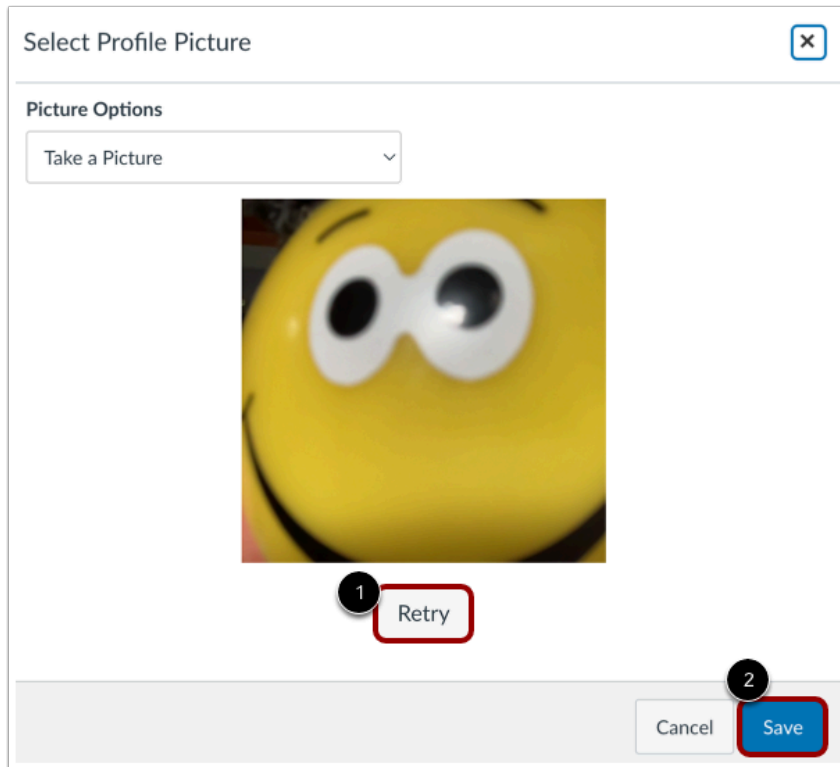 Select Profile Picture
Picture Options
Take a Picture
1
Retry
2
Cancel Save